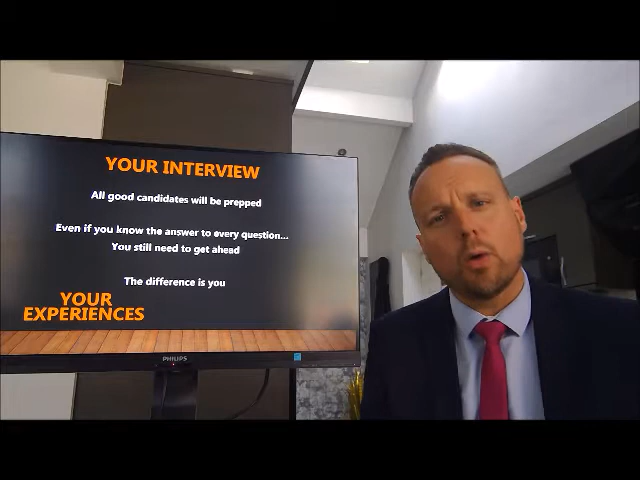 YOUR INTERVIEW
All good candidates will be prepped
Even if you know the answer to every question...
You still need to get ahead
The difference is you
YOUR
EXPERIENCES
PHILIPS